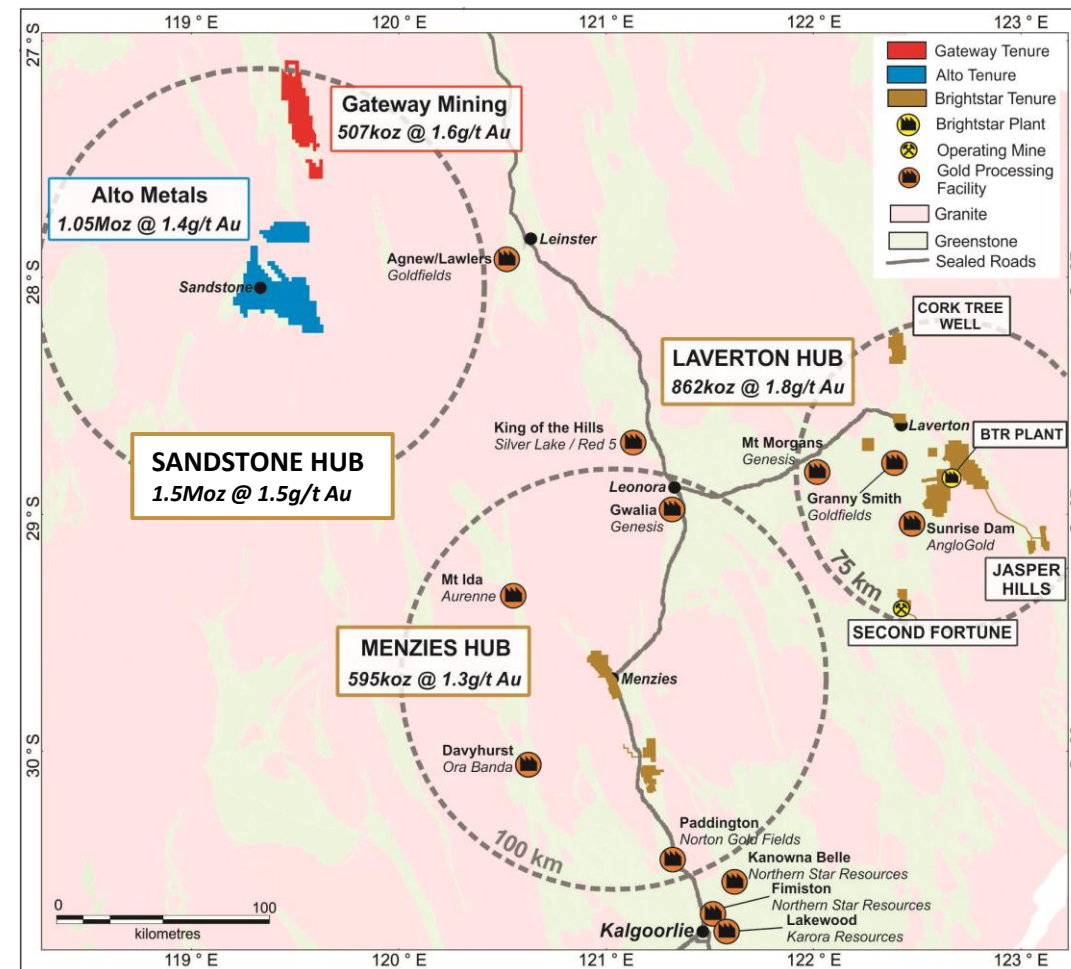 119 ° E
120 ° E
121 ° E
122 ° E
123 ° E
27° S
28° S
29° S
30° S
Gateway Tenure
Alto Tenure
Brightstar Tenure
Brightstar Plant
Operating Mine
Gold Processing
Facility
Granite
Greenstone
Sealed Roads
Gateway Mining
507koz @ 1.6g/t Au
Alto Metals
1.05Moz @ 1.4g/t Au
Sandstone
Agnew/Lawlers
Goldfields
Leinster
CORK TREE
WELL
LAVERTON HUB
862koz @ 1.8g/t Au
Laverton
BTR PLANT
King of the Hills
Silver Lake / Red 5
Mt Morgans
Genesis
SANDSTONE HUB
1.5Moz @ 1.5g/t Au
Leonora
Gwalia
Genesis
Granny Smith
Goldfields
Sunrise Dam
AngloGold
75 km
JASPER
HILLS
SECOND FORTUNE
Mt Ida
Aurenne
MENZIES HUB
595koz @ 1.3g/t Au
Menzies
Davyhurst
Ora Banda
100 km
Paddington
Norton Gold Fields
Kanowna Belle
Northern Star Resources
Fimiston
Northern Star Resources
Lakewood
Karora Resources
Kalgoorlie
0
100
kilometres
119 ° E
120 ° E
121 ° E
122 ° E
123 ° E